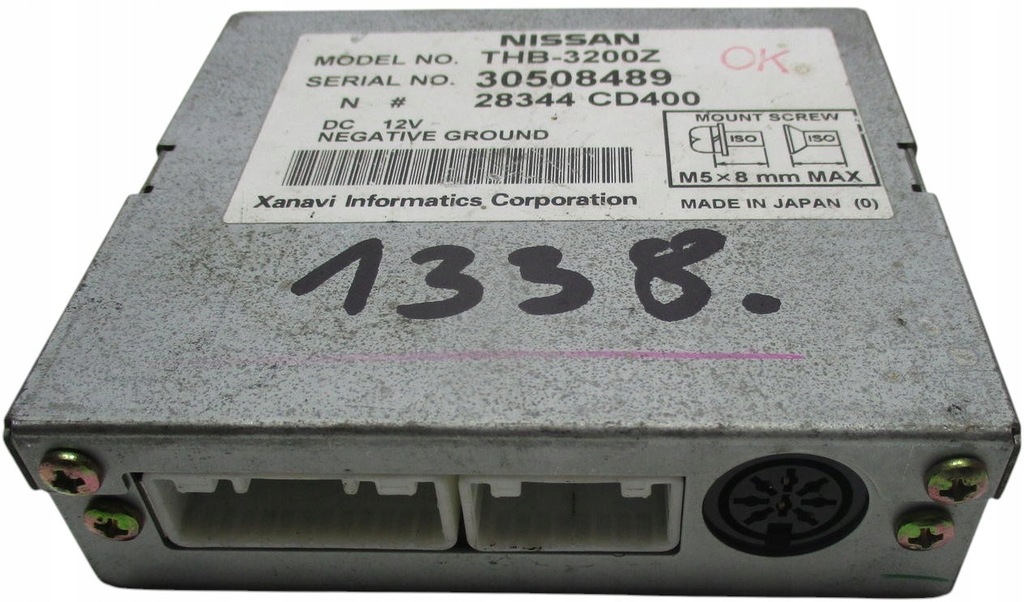 NISSAN
OK
MODEL NO. THB-3200Z
SERIAL NO. 30508489
N # 28344 CD400
DC 12V
NEGATIVE GROUND
MOUNT SCREW
ISO ISO
M5×8 mm MAX
Xanavi Informatics Corporation
MADE IN JAPAN (0)
1338.